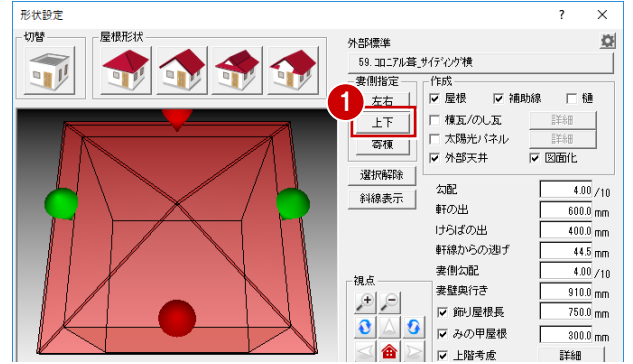 形状設定
? ×
切替
屋根形状
外部標準
59.コロニアル葺_サイディング横
妻側指定
左右
1
上下
寄棟
選択解除
斜線表示
作成
屋根 補助線 樋
棟瓦/のし瓦 詳細
太陽光パネル 詳細
外部天井 図面化
勾配 4.00 /10
軒の出 600.0 mm
けらばの出 400.0 mm
軒線からの逃げ 44.5 mm
妻側勾配 4.00 /10
妻壁奥行き 910.0 mm
飾り屋根長 750.0 mm
みの甲屋根 300.0 mm
上階考慮 詳細
視点